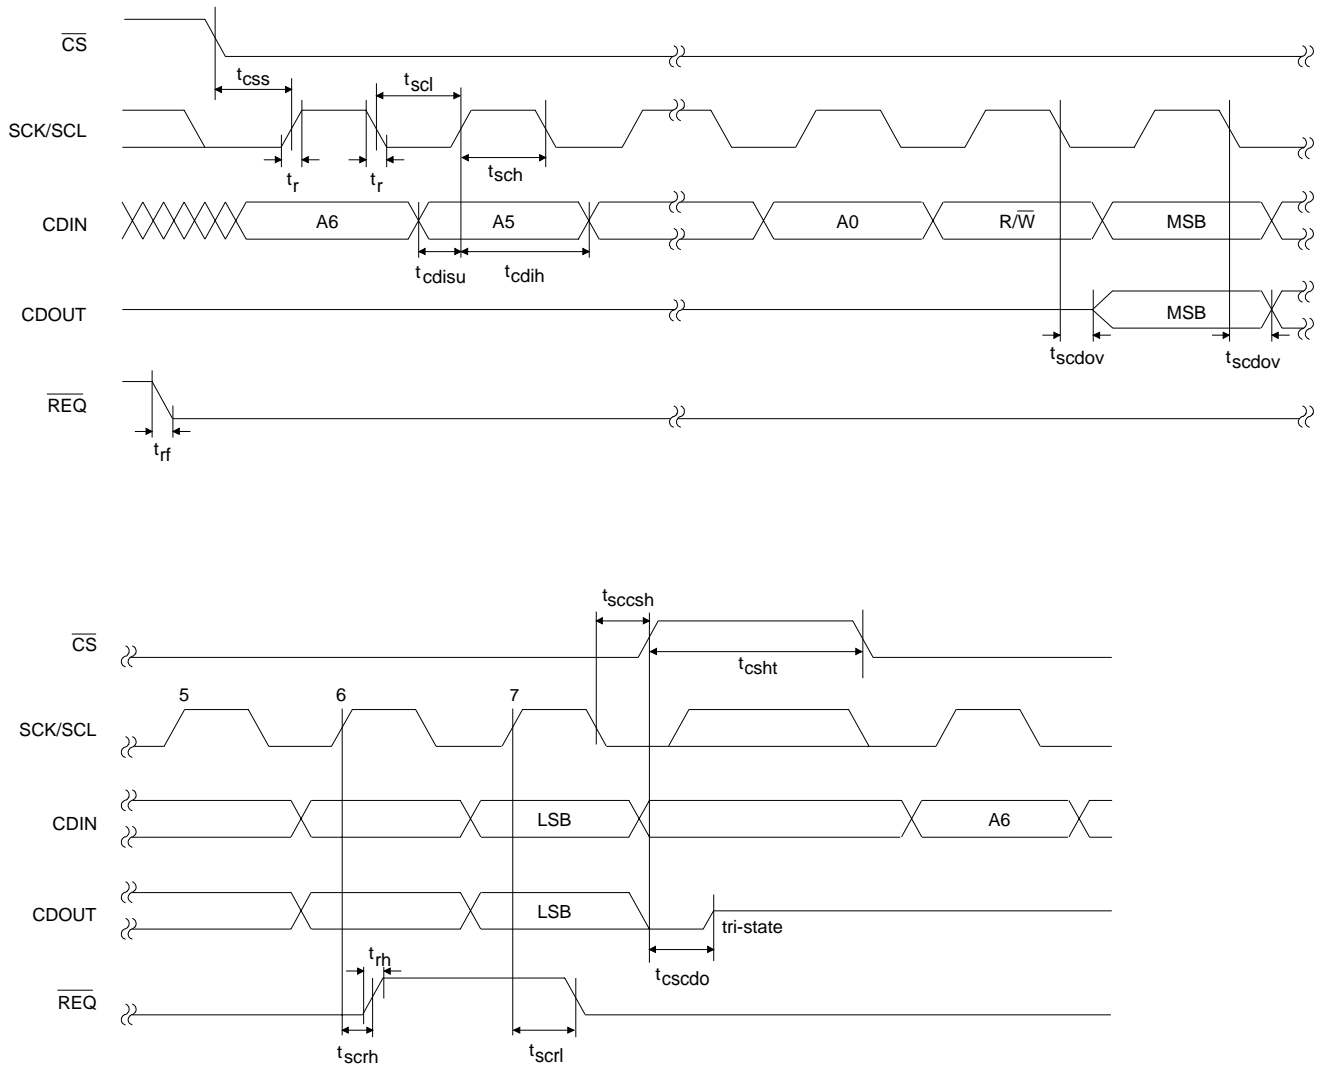 CS
tcss
tscl
SCK/SCL
tr
tr
tsch
CDIN
A6
A5
A0
R/W
MSB
tcdisu
tcdih
CDOUT
MSB
tscdov
tscdov
REQ
trf
tsccsh
CS
tcsht
5
6
7
SCK/SCL
CDIN
LSB
A6
CDOUT
LSB
tri-state
trh
tcscdo
REQ
tscrh
tscrl